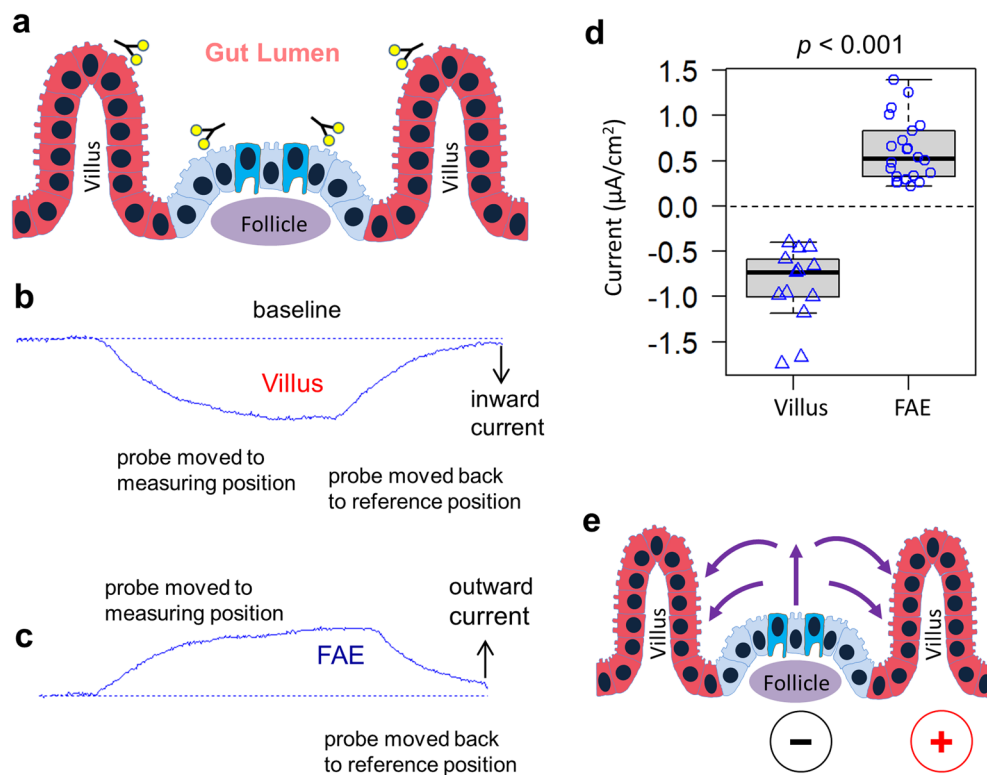 a
Gut Lumen
Villus
Villus
Follicle
b
baseline
Villus
inward
current
probe moved to
measuring position
probe moved back
to reference position
c
probe moved to
measuring position
outward
current
FAE
probe moved back
to reference position
d
p < 0.001
Current (µA/cm²)
1.5
1.0
0.5
0.0
-0.5
-1.0
-1.5
Villus
FAE
e
Villus
Villus
Follicle
−
+